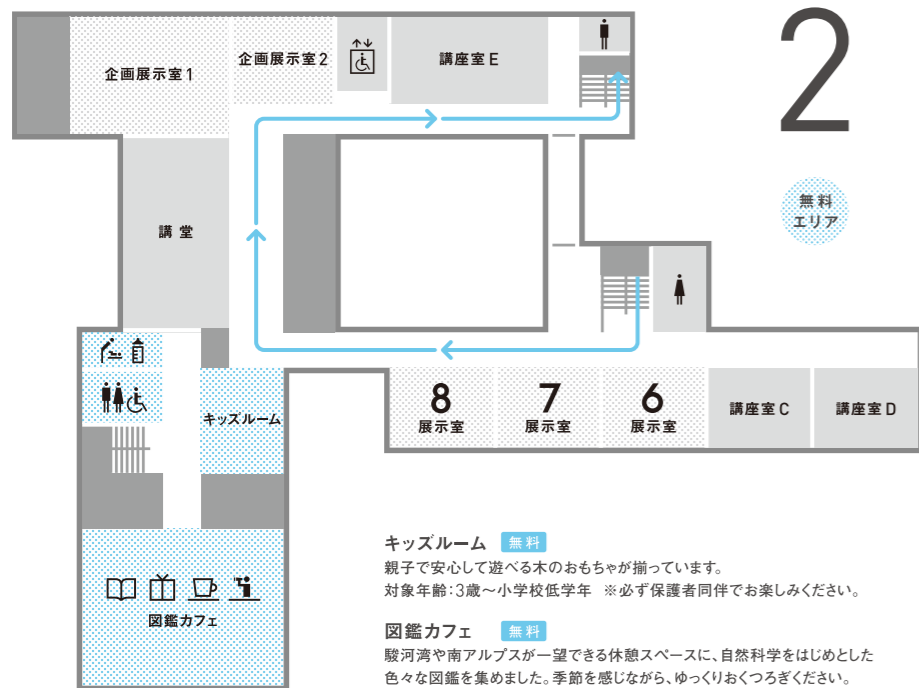 2
無料
エリア
企画展示室1
企画展示室2
講座室E
講堂
キッズルーム
8
展示室
7
展示室
6
展示室
講座室C
講座室D
図鑑カフェ
キッズルーム 無料
親子で安心して遊べる木のおもちゃが揃っています。
対象年齢:3歳〜小学校低学年 ※必ず保護者同伴でお楽しみください。
図鑑カフェ 無料
駿河湾や南アルプスが一望できる休憩スペースに、自然科学をはじめとした
色々な図鑑を集めました。季節を感じながら、ゆっくりおくつろぎください。